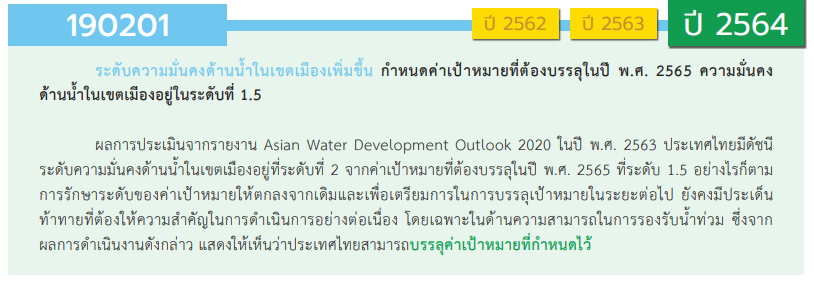 190201
ปี 2562
ปี 2563
ปี 2564
ระดับความมั่นคงด้านน้ำในเขตเมืองเพิ่มขึ้น กำหนดค่าเป้าหมายที่ต้องบรรลุในปี พ.ศ. 2565 ความมั่นคง
ด้านน้ำในเขตเมืองอยู่ในระดับที่ 1.5
ผลการประเมินจากรายงาน Asian Water Development Outlook 2020 ในปี พ.ศ. 2563 ประเทศไทยมีดัชนี
ระดับความมั่นคงด้านน้ำในเขตเมืองอยู่ที่ระดับที่ 2 จากค่าเป้าหมายที่ต้องบรรลุในปี พ.ศ. 2565 ที่ระดับ 1.5 อย่างไรก็ตาม
การรักษาระดับของค่าเป้าหมายให้ตกลงจากเดิมและเพื่อเตรียมการในการบรรลุเป้าหมายในระยะต่อไป ยังคงมีประเด็น
ท้าทายที่ต้องให้ความสำคัญในการดำเนินการอย่างต่อเนื่อง โดยเฉพาะในด้านความสามารถในการรองรับน้ำท่วม ซึ่งจาก
ผลการดำเนินงานดังกล่าว แสดงให้เห็นว่าประเทศไทยสามารถบรรลุค่าเป้าหมายที่กำหนดไว้